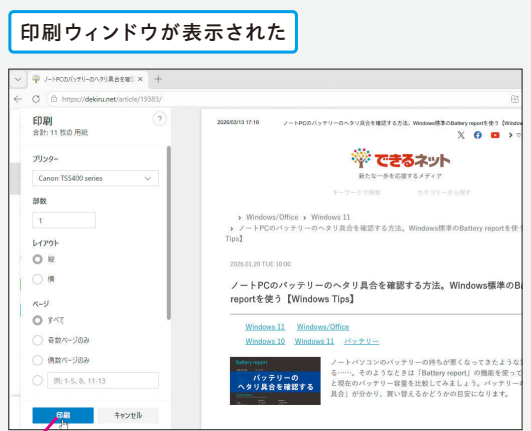 印刷ウィンドウが表示された
ノートPCのバッテリーのヘタリ具合を確
https://dekiru.net/article/19383/
印刷
?
合計: 11 枚の用紙
プリンター
Canon TS5400 series
部数
1
レイアウト
縦
横
ページ
すべて
奇数ページのみ
偶数ページのみ
例: 1-5, 8, 11-13
印刷
キャンセル
2026/03/13 17:16
ノートPCのバッテリーのヘタリ具合を確認する方法。Windows標準のBattery reportを使う【Window
できるネット
新たな一歩を応援するメディア
キーワードで検索
カテゴリーから探す
Windows/Office
Windows 11
ノートPCのバッテリーのヘタリ具合を確認する方法。Windows標準のBattery reportを使う
Tips】
2026.01.20 TUE 10:00
ノートPCのバッテリーのヘタリ具合を確認する方法。Windows標準のBa
reportを使う【Windows Tips】
Windows 11 Windows/Office
Windows 10 Windows 11 バッテリー
Battery report
バッテリーの
ヘタリ具合を確認する
ノートパソコンのバッテリーの持ちが悪くなってきたような
る……。そのようなときは「Battery report」の機能を使って
と現在のバッテリー容量を比較してみましょう。バッテリーの
具合」が分かり、買い替えるかどうかの目安になります。